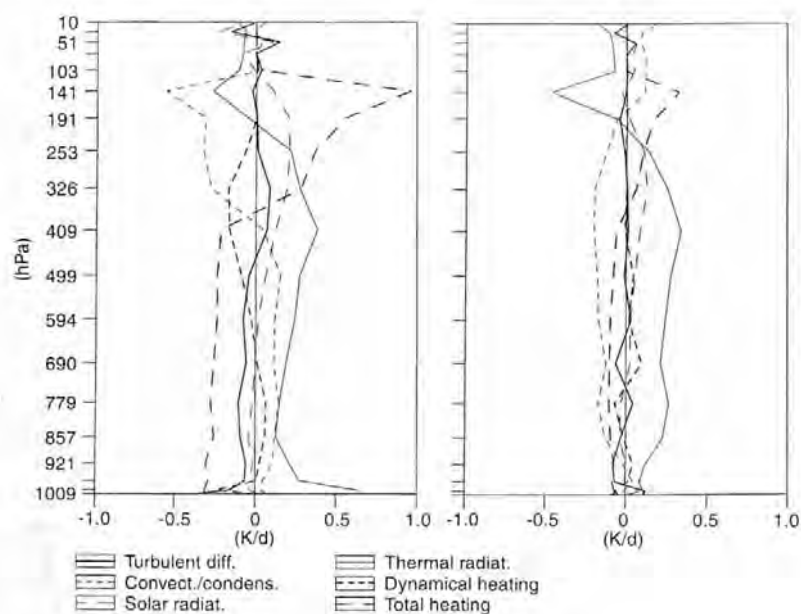 10
51
103
141
191
253
326
409
499
594
690
779
857
921
1009
(hPa)
-1.0 -0.5 0 0.5 1.0
(K/d)
-1.0 -0.5 0 0.5 1.0
(K/d)
Turbulent diff.
Convect./condens.
Solar radiat.
Thermal radiat.
Dynamical heating
Total heating